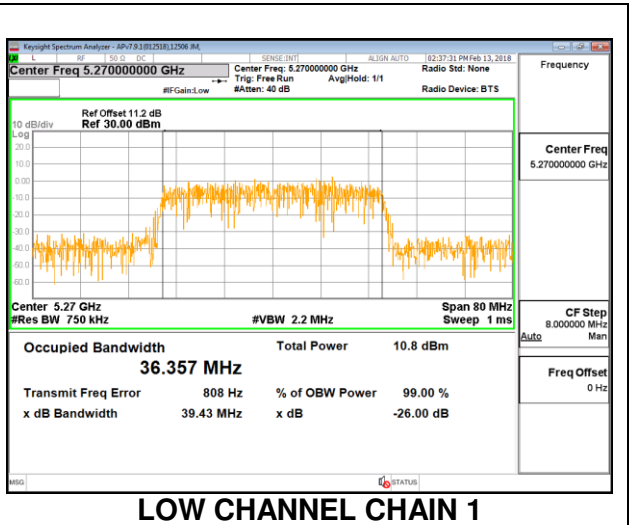 Keysight Spectrum Analyzer - APv7.9.1(012518),12506 JM,
L RF 50 Ω DC SENSE:INT ALIGN AUTO 02:37:31 PM Feb 13, 2018
Center Freq 5.270000000 GHz Center Freq: 5.270000000 GHz Radio Std: None Frequency
Trig: Free Run Avg|Hold: 1/1
#IFGain:Low #Atten: 40 dB Radio Device: BTS
Ref Offset 11.2 dB
10 dB/div Ref 30.00 dBm
Log
20.0
10.0
0.00
-10.0
-20.0
-30.0
-40.0
-50.0
-60.0
Center Freq
5.270000000 GHz
Center 5.27 GHz Span 80 MHz
#Res BW 750 kHz #VBW 2.2 MHz Sweep 1 ms
CF Step
8.000000 MHz
Auto Man
Occupied Bandwidth Total Power 10.8 dBm
36.357 MHz
Transmit Freq Error 808 Hz % of OBW Power 99.00 %
x dB Bandwidth 39.43 MHz x dB -26.00 dB
Freq Offset
0 Hz
MSG STATUS
LOW CHANNEL CHAIN 1